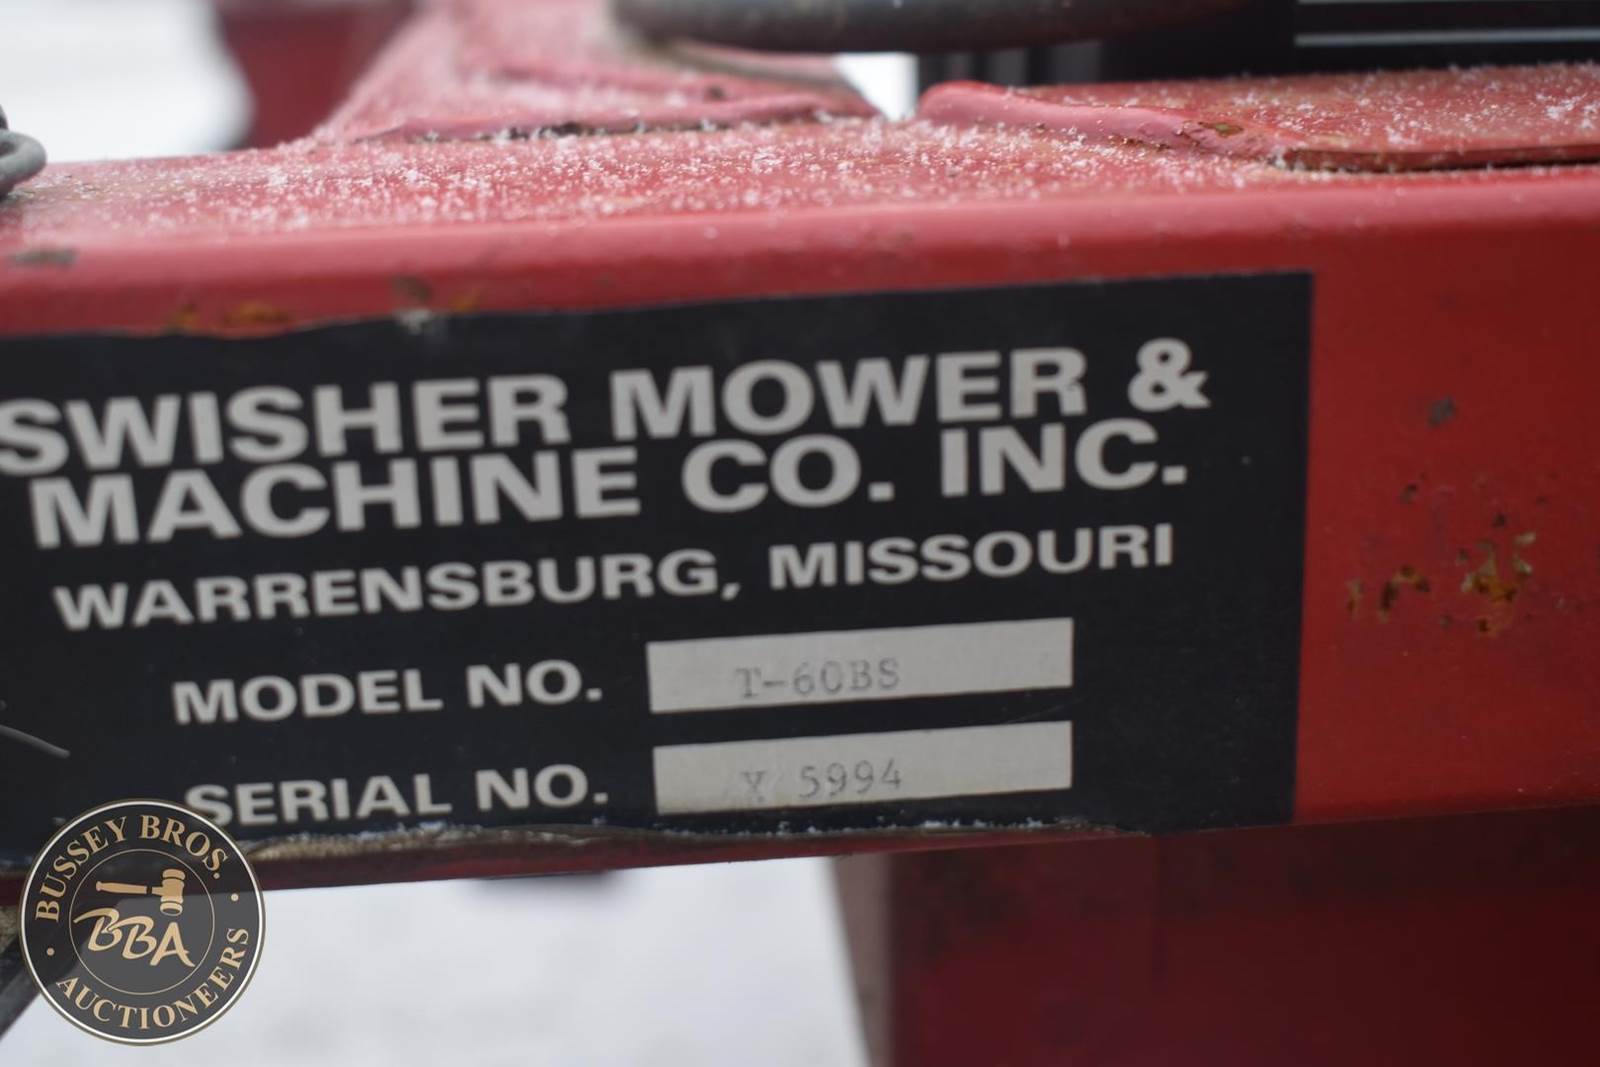 SWISHER MOWER &
MACHINE CO. INC.
WARRENSBURG, MISSOURI
MODEL NO. T-60BS
SERIAL NO. X 5994
BUSSEY BROS.
BBA
AUCTIONEERS